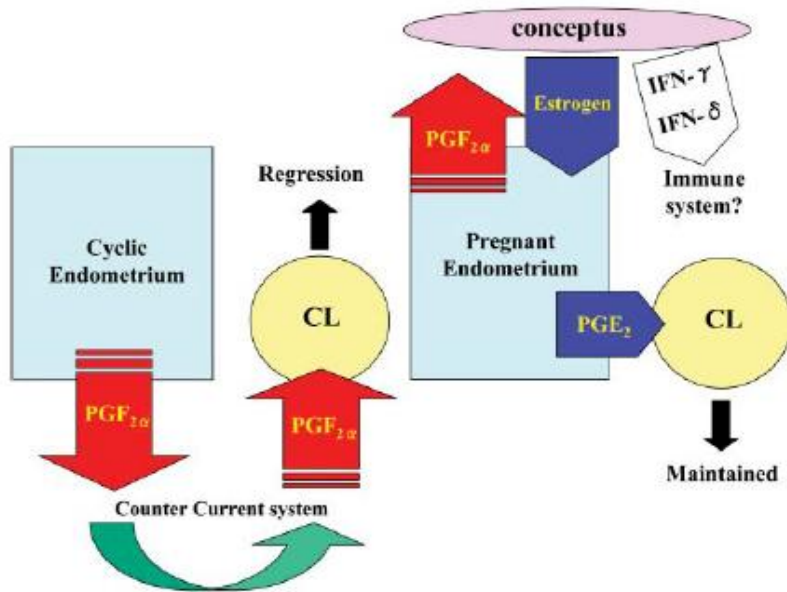 conceptus
IFN-γ
IFN-δ
Estrogen
PGF2α
Immune
system?
Regression
Cyclic
Endometrium
Pregnant
Endometrium
CL
PGE2
CL
PGF2α
PGF2α
Maintained
Counter Current system